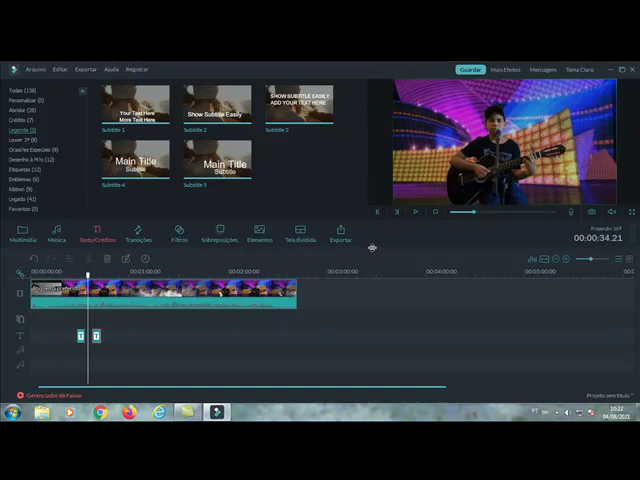 Arquivo Editar Exportar Ajuda Registrar Guardar Mais Efeitos Mensagem Tema Claro
Todas (138)
Personalizar (0)
Abridor (28)
Crédito (7)
Legenda (5)
Lower 3ª (8)
Ocasiões Especiais (9)
Etiquetas (12)
Emblemas (6)
Ribbon (9)
Legado (41)
Favoritos (0)
Your Text Here
More Text Here
Subtitle 1
Show Subtitle Easily
Subtitle 2
SHOW SUBTITLE EASILY
ADD YOUR TEXT HERE
Subtitle 3
Main Title
Subtitle
Subtitle 4
Main Title
Subtitle
Subtitle 5
Multimídia Música Texto/Créditos Transições Filtros Sobreposições Elementos Tela dividida Exportar
Proporção 16:9
00:00:34.21
00:00:00:00 00:01:00:00 00:02:00:00 00:03:00:00 00:04:00:00 00:05:00:00
T T
Gerenciador de Faixas
Projeto sem título *
PT
10:22
04/08/2021